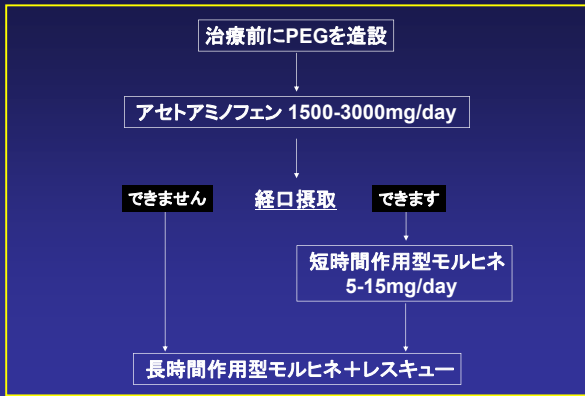 治療前にPEGを造設
アセトアミノフェン 1500-3000mg/day
できません
経口摂取
できます
短時間作用型モルヒネ
5-15mg/day
長時間作用型モルヒネ＋レスキュー